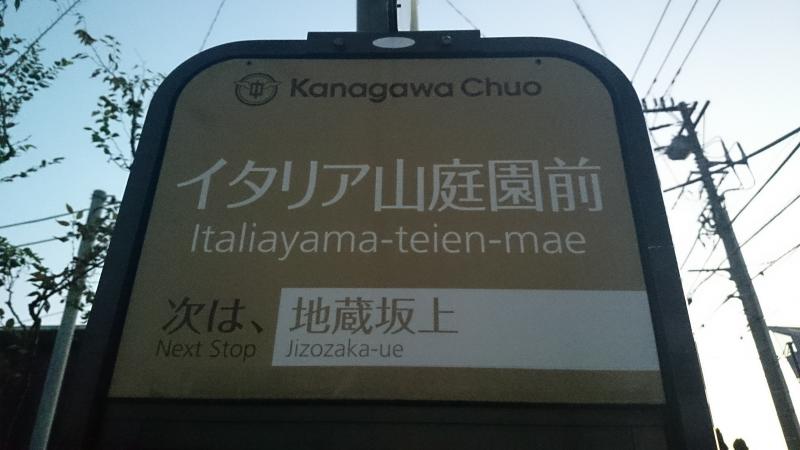 中 Kanagawa Chuo
イタリア山庭園前
Italiayama-teien-mae
次は、地蔵坂上
Next Stop Jizozaka-ue